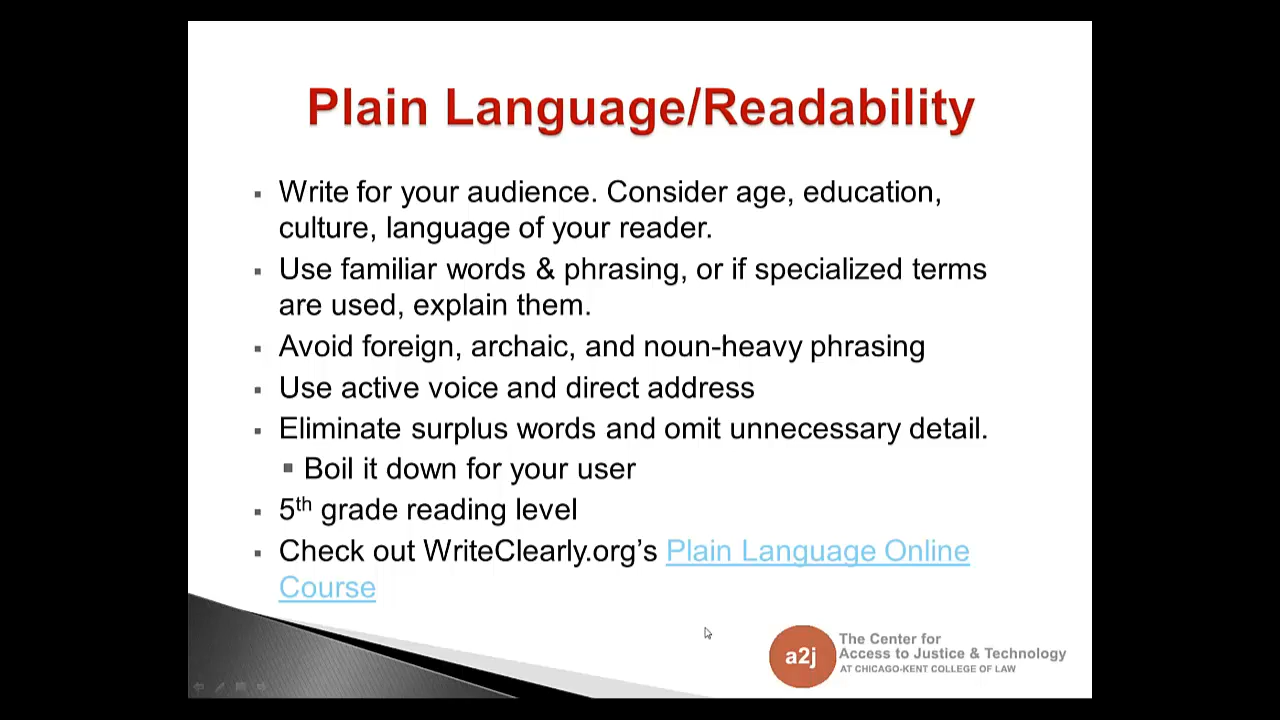 Plain Language/Readability
▪ Write for your audience. Consider age, education,
culture, language of your reader.
▪ Use familiar words & phrasing, or if specialized terms
are used, explain them.
▪ Avoid foreign, archaic, and noun-heavy phrasing
▪ Use active voice and direct address
▪ Eliminate surplus words and omit unnecessary detail.
▪ Boil it down for your user
▪ 5th grade reading level
▪ Check out WriteClearly.org’s Plain Language Online
Course
a2j
The Center for
Access to Justice & Technology
AT CHICAGO-KENT COLLEGE OF LAW